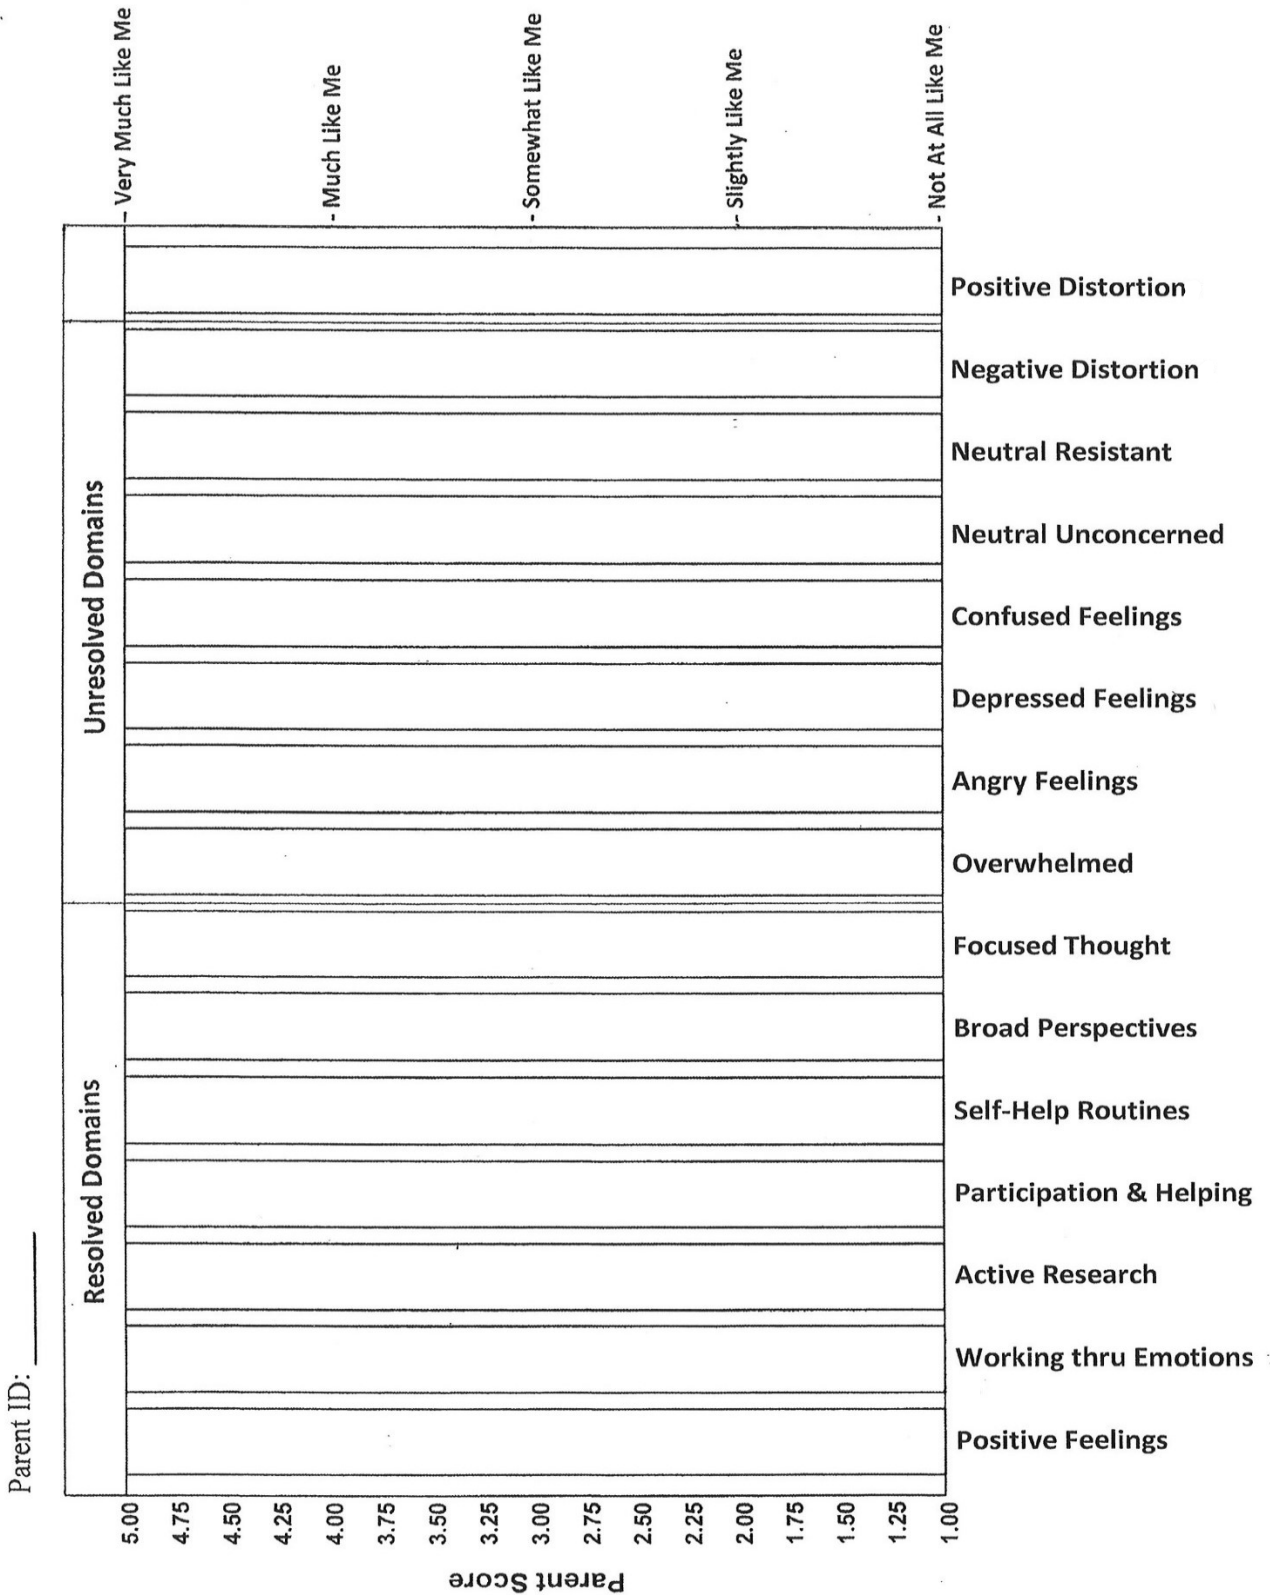 Parent ID: ________
Resolved Domains
Unresolved Domains
Parent Score
5.00
4.75
4.50
4.25
4.00
3.75
3.50
3.25
3.00
2.75
2.50
2.25
2.00
1.75
1.50
1.25
1.00
- Very Much Like Me
- Much Like Me
- Somewhat Like Me
- Slightly Like Me
- Not At All Like Me
Positive Feelings
Working thru Emotions
Active Research
Participation & Helping
Self-Help Routines
Broad Perspectives
Focused Thought
Overwhelmed
Angry Feelings
Depressed Feelings
Confused Feelings
Neutral Unconcerned
Neutral Resistant
Negative Distortion
Positive Distortion